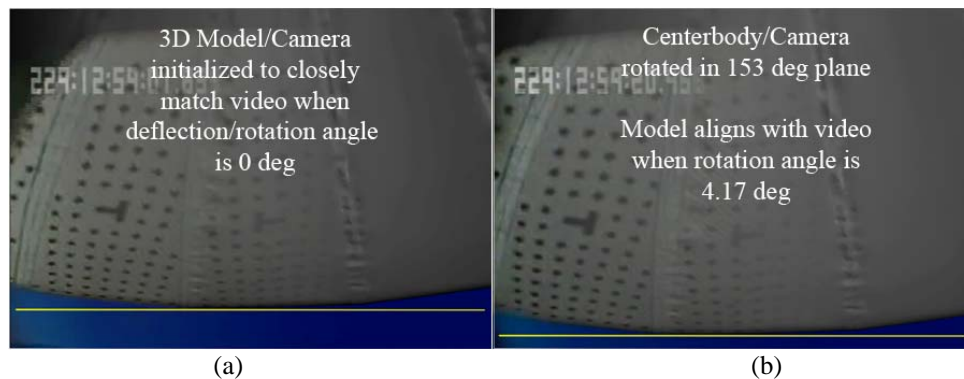 3D Model/Camera
initialized to closely
match video when
deflection/rotation angle
is 0 deg
Centerbody/Camera
rotated in 153 deg plane
Model aligns with video
when rotation angle is
4.17 deg
(a)
(b)